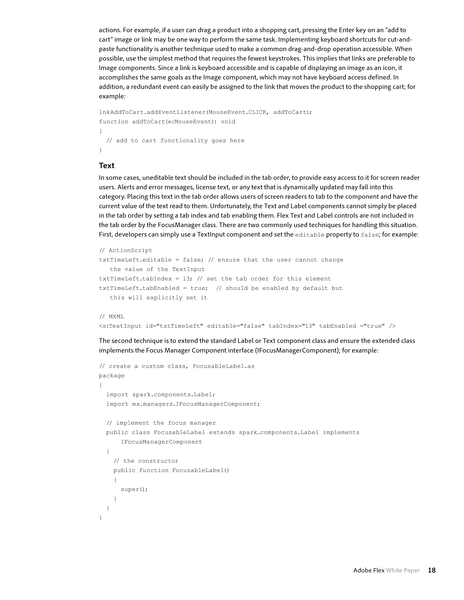 actions. For example, if a user can drag a product into a shopping cart, pressing the Enter key on an "add to
cart" image or link may be one way to perform the same task. Implementing keyboard shortcuts for cut-and-
paste functionality is another technique used to make a common drag-and-drop operation accessible. When
possible, use the simplest method that requires the fewest keystrokes. This implies that links are preferable to
Image components. Since a link is keyboard accessible and is capable of displaying an image as an icon, it
accomplishes the same goals as the Image component, which may not have keyboard access defined. In
addition, a redundant event can easily be assigned to the link that moves the product to the shopping cart; for
example:
lnkAddToCart.addEventListener(MouseEvent.CLICK, addToCart);
function addToCart(e:MouseEvent): void
{
// add to cart functionality goes here
}
Text
In some cases, uneditable text should be included in the tab order, to provide easy access to it for screen reader
users. Alerts and error messages, license text, or any text that is dynamically updated may fall into this
category. Placing this text in the tab order allows users of screen readers to tab to the component and have the
current value of the text read to them. Unfortunately, the Text and Label components cannot simply be placed
in the tab order by setting a tab index and tab enabling them. Flex Text and Label controls are not included in
the tab order by the FocusManager class. There are two commonly used techniques for handling this situation.
First, developers can simply use a TextInput component and set the editable property to false; for example:
// ActionScript
txtTimeLeft.editable = false; // ensure that the user cannot change
the value of the TextInput
txtTimeLeft.tabIndex = 13; // set the tab order for this element
txtTimeLeft.tabEnabled = true; // should be enabled by default but
this will explicitly set it
// MXML
<s:TextInput id="txtTimeLeft" editable="false" tabIndex="13" tabEnabled ="true" />
The second technique is to extend the standard Label or Text component class and ensure the extended class
implements the Focus Manager Component interface (IFocusManagerComponent); for example:
// create a custom class, FocusableLabel.as
package
{
import spark.components.Label;
import mx.managers.IFocusManagerComponent;
// implement the focus manager
public class FocusableLabel extends spark.components.Label implements
IFocusManagerComponent
{
// the constructor
public function FocusableLabel()
{
super();
}
}
}
Adobe Flex White Paper 18